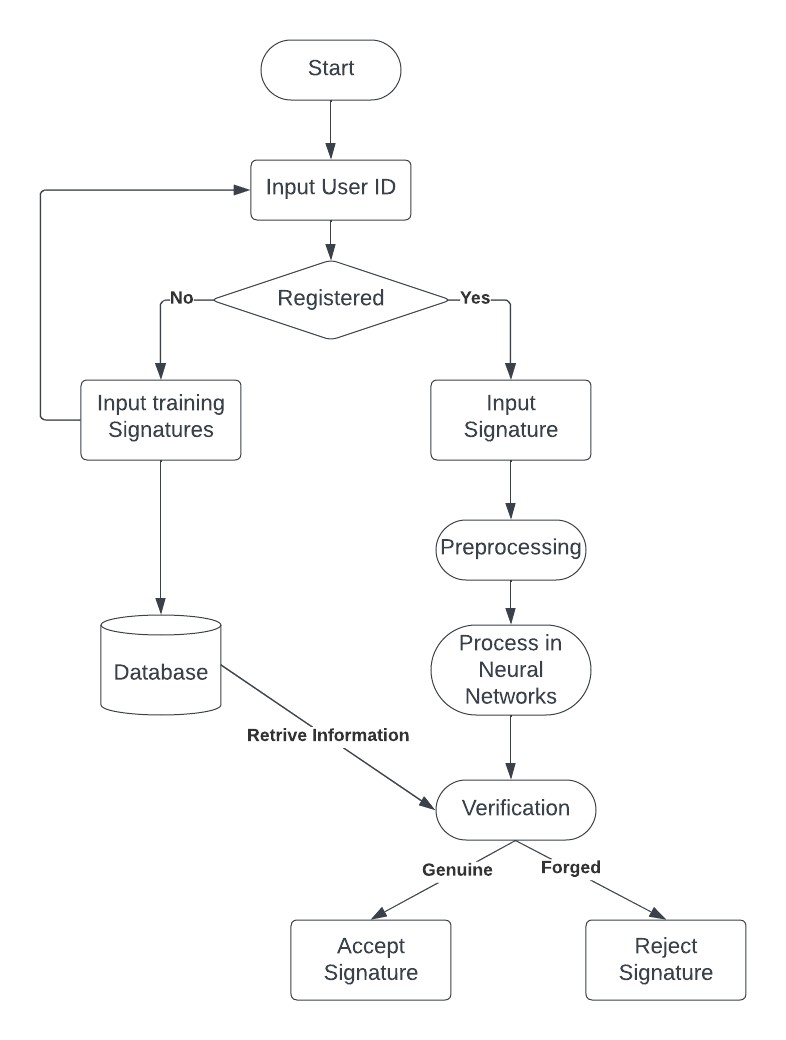 Start
Input User ID
Registered
No
Yes
Input training
Signatures
Input
Signature
Preprocessing
Process in
Neural
Networks
Database
Retrive Information
Verification
Genuine
Forged
Accept
Signature
Reject
Signature